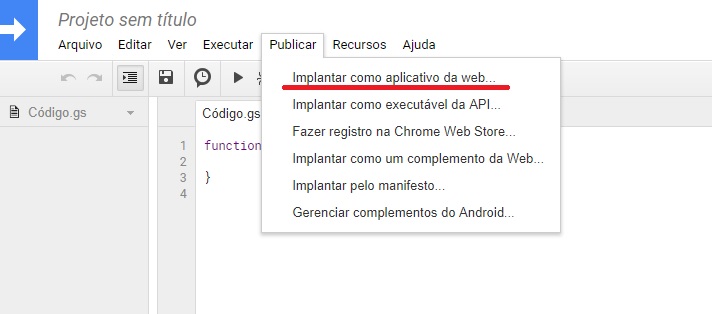 Projeto sem título
Arquivo Editar Ver Executar Publicar Recursos Ajuda
Implantar como aplicativo da web...
Implantar como executável da API...
Fazer registro na Chrome Web Store...
Implantar como um complemento da Web...
Implantar pelo manifesto...
Gerenciar complementos do Android...
Código.gs
Código.gs
1 function
2
3 }
4